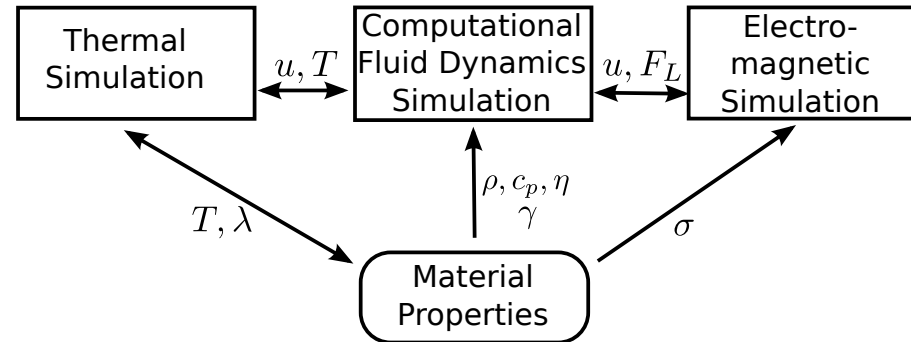 Thermal
Simulation
u, T
Computational
Fluid Dynamics
Simulation
u, F_L
Electro-
magnetic
Simulation
T, λ
ρ, c_p, η
γ
σ
Material
Properties